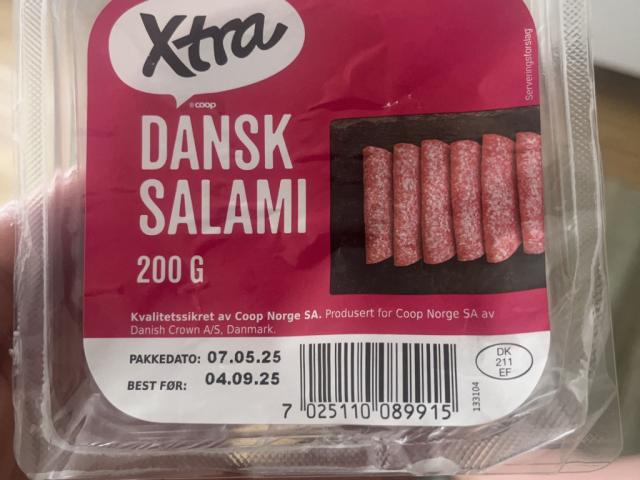 Xtra
coop
Serveringsforslag
DANSK
SALAMI
200 G
Kvalitetssikret av Coop Norge SA. Produsert for Coop Norge SA av
Danish Crown A/S, Danmark.
PAKKEDATO: 07.05.25
BEST FØR: 04.09.25
7 025110 089915
133104
DK
211
EF